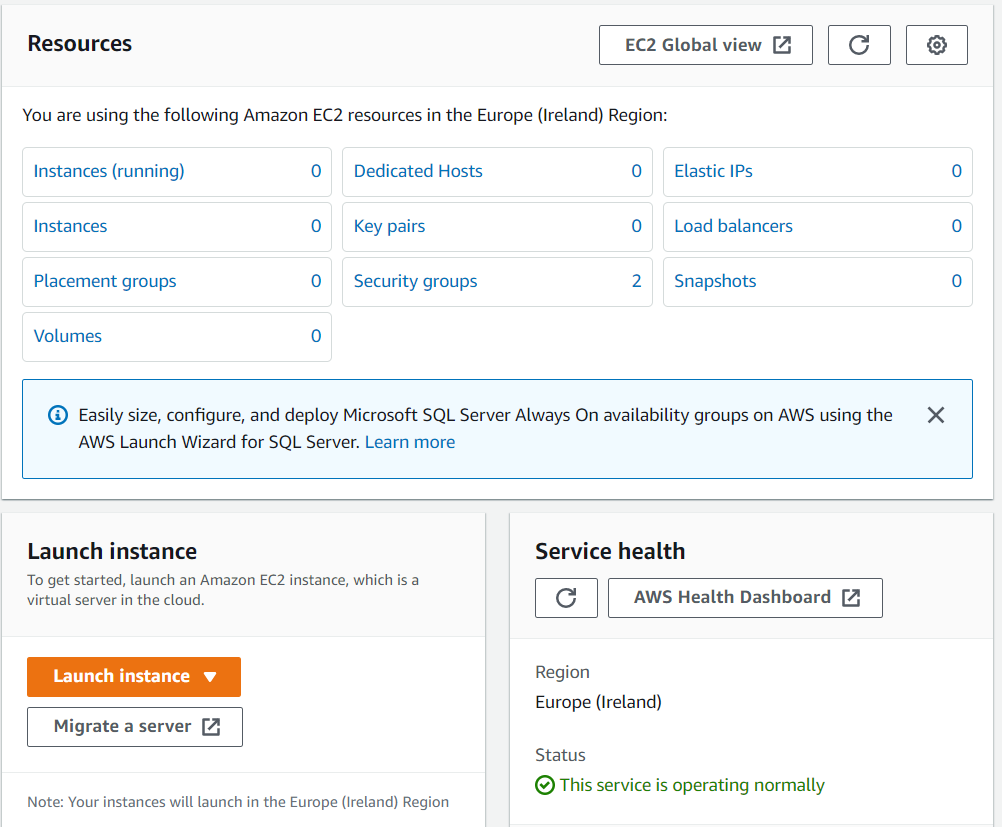 Resources
EC2 Global view
You are using the following Amazon EC2 resources in the Europe (Ireland) Region:
Instances (running) 0
Dedicated Hosts 0
Elastic IPs 0
Instances 0
Key pairs 0
Load balancers 0
Placement groups 0
Security groups 2
Snapshots 0
Volumes 0
Easily size, configure, and deploy Microsoft SQL Server Always On availability groups on AWS using the
AWS Launch Wizard for SQL Server. Learn more
Launch instance
To get started, launch an Amazon EC2 instance, which is a
virtual server in the cloud.
Launch instance
Migrate a server
Note: Your instances will launch in the Europe (Ireland) Region
Service health
AWS Health Dashboard
Region
Europe (Ireland)
Status
This service is operating normally